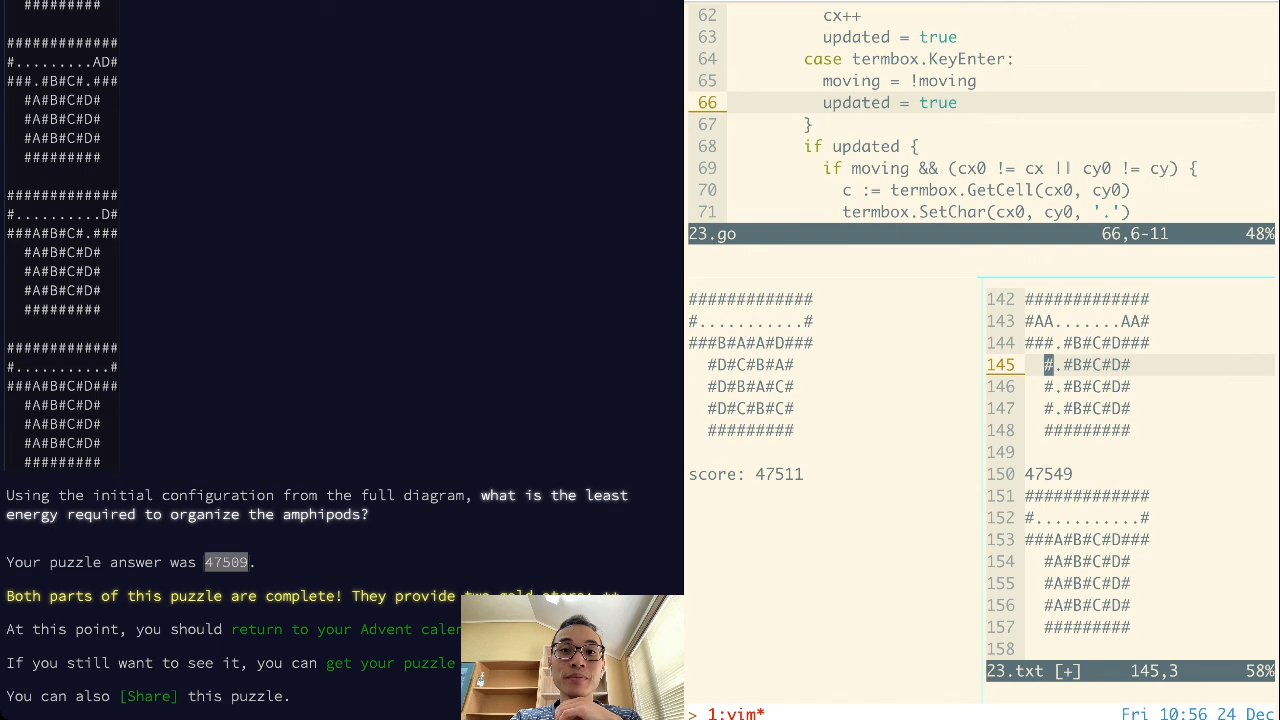 #########
#############
#.........AD#
###.#B#C#.###
#A#B#C#D#
#A#B#C#D#
#A#B#C#D#
#########
#############
#..........D#
###A#B#C#.###
#A#B#C#D#
#A#B#C#D#
#A#B#C#D#
#########
#############
#...........#
###A#B#C#D###
#A#B#C#D#
#A#B#C#D#
#A#B#C#D#
#########
Using the initial configuration from the full diagram, what is the least
energy required to organize the amphipods?
Your puzzle answer was 47509.
Both parts of this puzzle are complete! They provide two gold stars: **
At this point, you should return to your Advent calen
If you still want to see it, you can get your puzzle
You can also [Share] this puzzle.
62 cx++
63 updated = true
64 case termbox.KeyEnter:
65 moving = !moving
66 updated = true
67 }
68 if updated {
69 if moving && (cx0 != cx || cy0 != cy) {
70 c := termbox.GetCell(cx0, cy0)
71 termbox.SetChar(cx0, cy0, '.')
23.go 66,6-11 48%
#############
#...........#
###B#A#A#D###
#D#C#B#A#
#D#B#A#C#
#D#C#B#C#
#########
score: 47511
142 #############
143 #AA.......AA#
144 ###.#B#C#D###
145 #.#B#C#D#
146 #.#B#C#D#
147 #.#B#C#D#
148 #########
149
150 47549
151 #############
152 #...........#
153 ###A#B#C#D###
154 #A#B#C#D#
155 #A#B#C#D#
156 #A#B#C#D#
157 #########
158
23.txt [+] 145,3 58%
> 1:vim* Fri 10:56 24 Dec